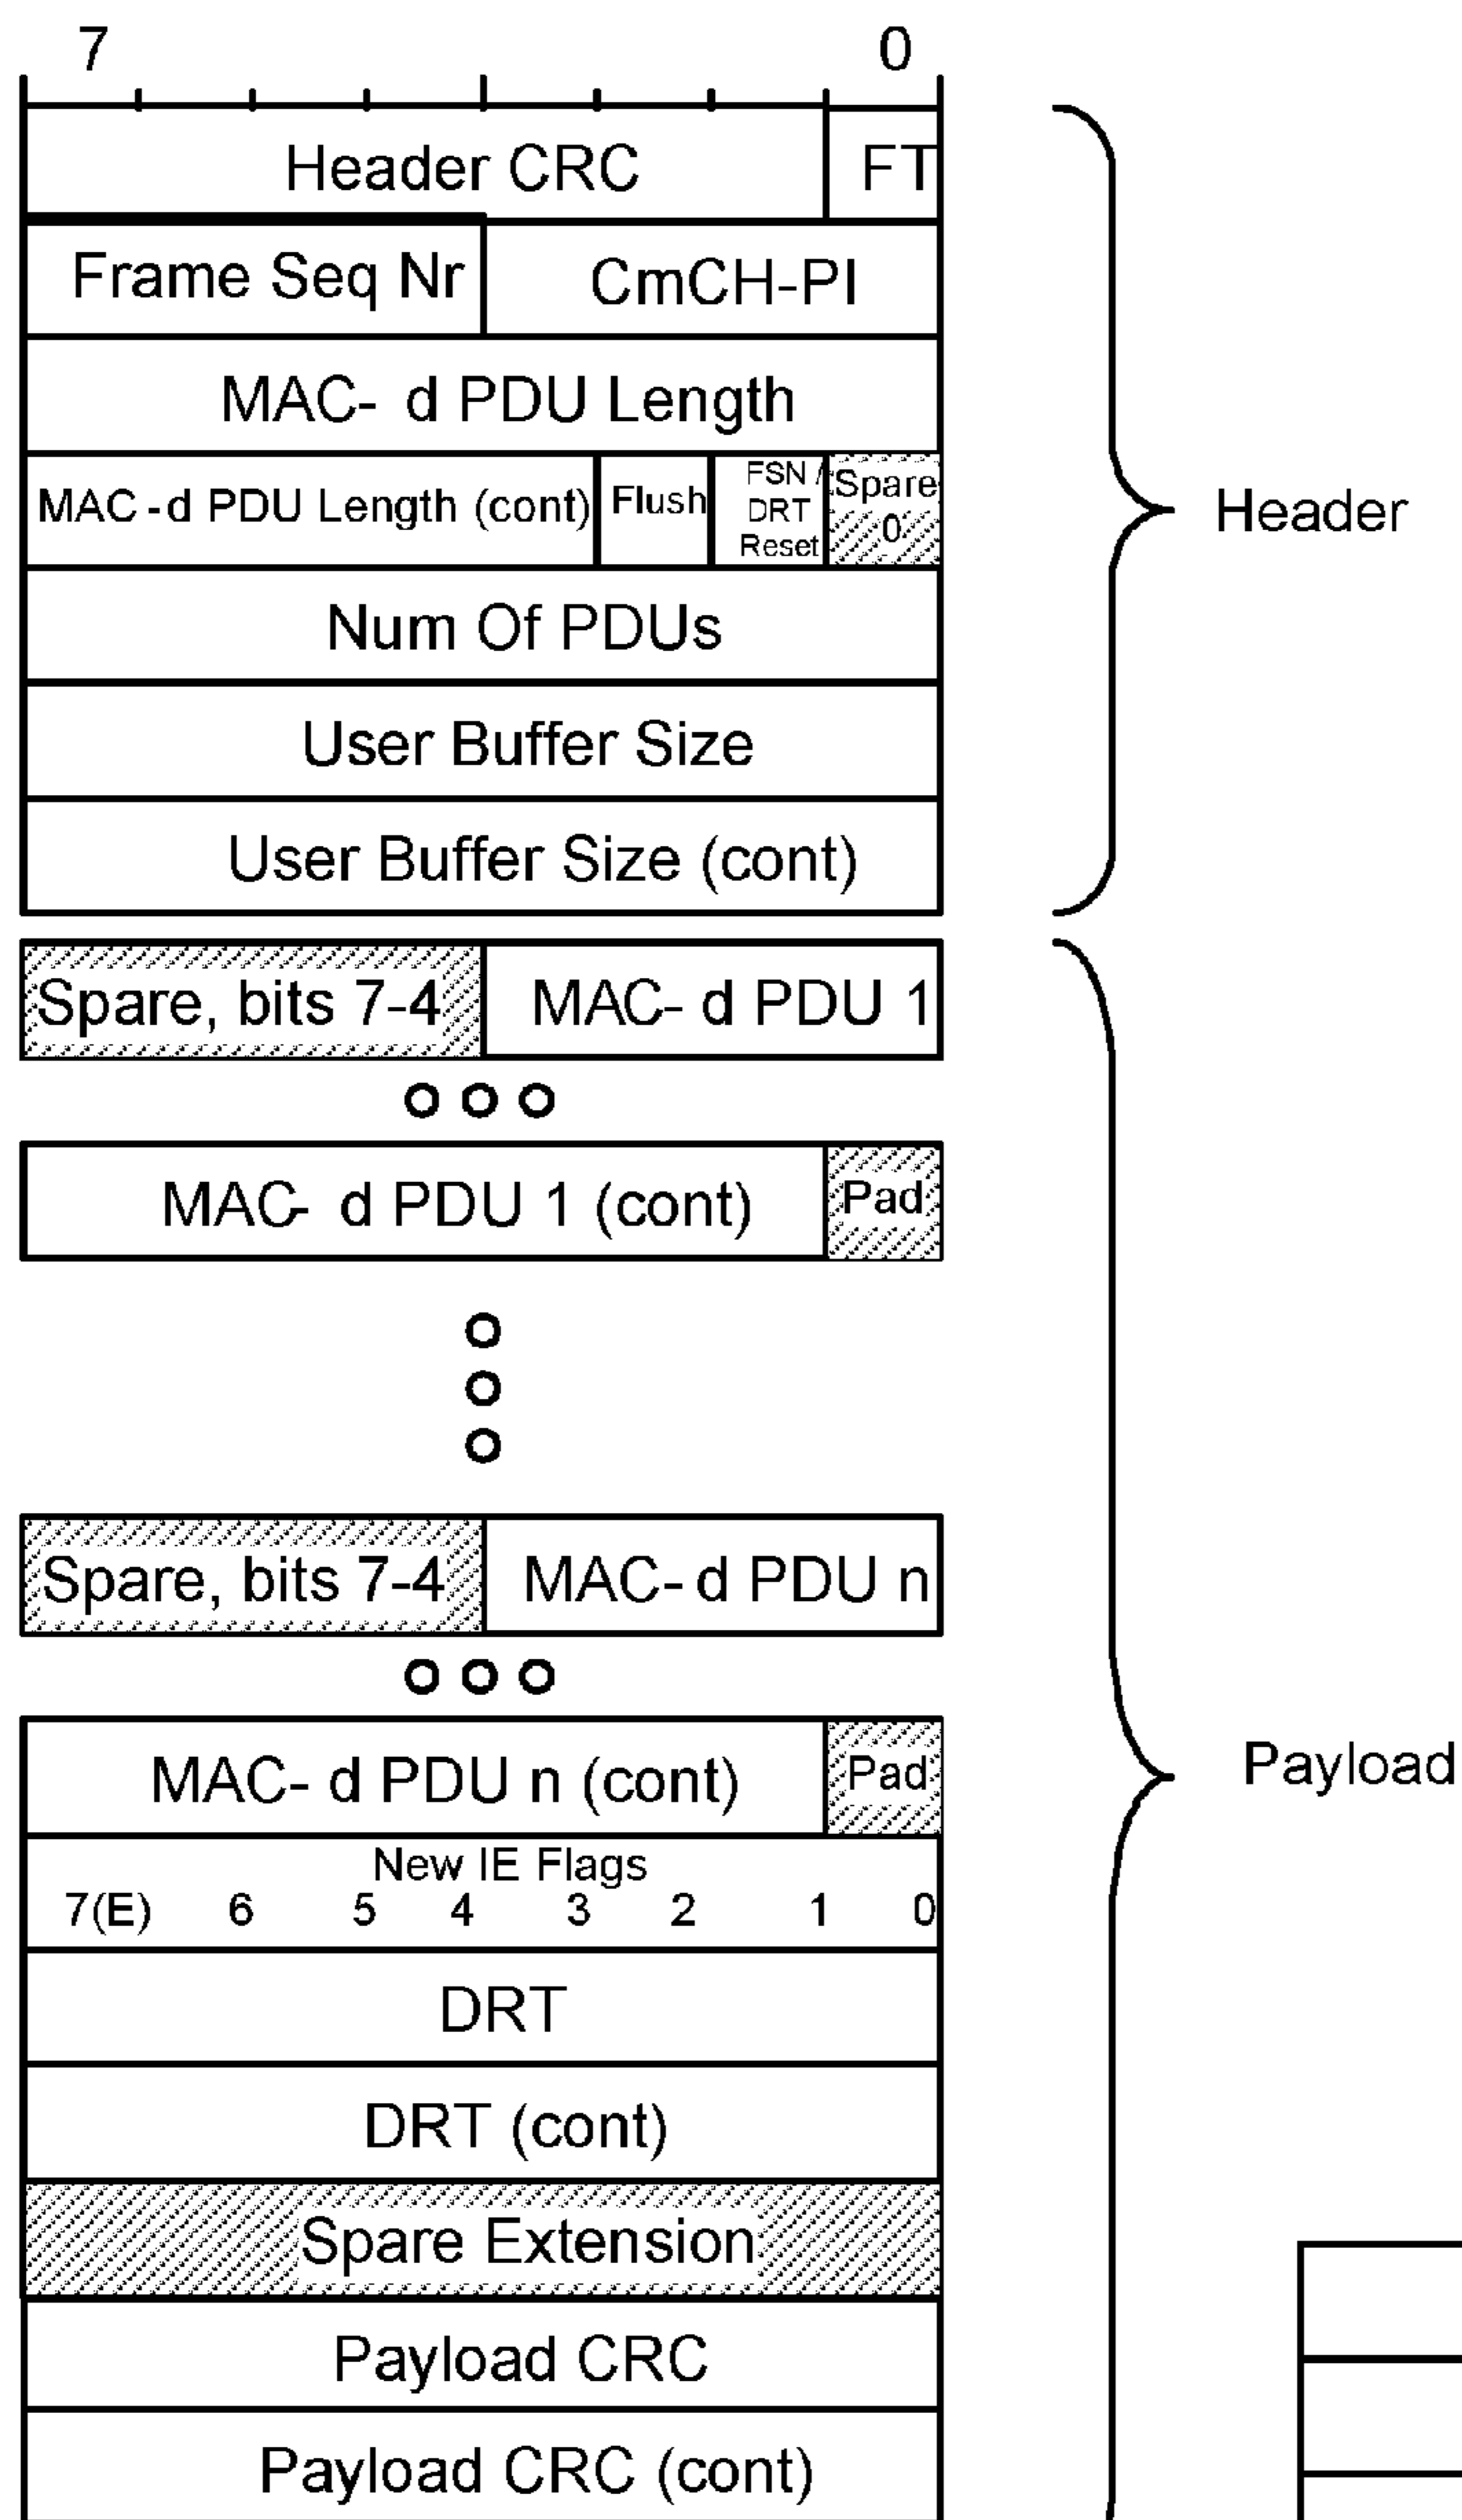 7 0
Header CRC FT
Frame Seq Nr CmCH-PI
MAC- d PDU Length
MAC -d PDU Length (cont) Flush FSN / DRT Reset Spare 0
Header
Num Of PDUs
User Buffer Size
User Buffer Size (cont)
Spare, bits 7-4 MAC- d PDU 1
MAC- d PDU 1 (cont) Pad
Spare, bits 7-4 MAC- d PDU n
MAC- d PDU n (cont) Pad
Payload
New IE Flags
7(E) 6 5 4 3 2 1 0
DRT
DRT (cont)
Spare Extension
Payload CRC
Payload CRC (cont)